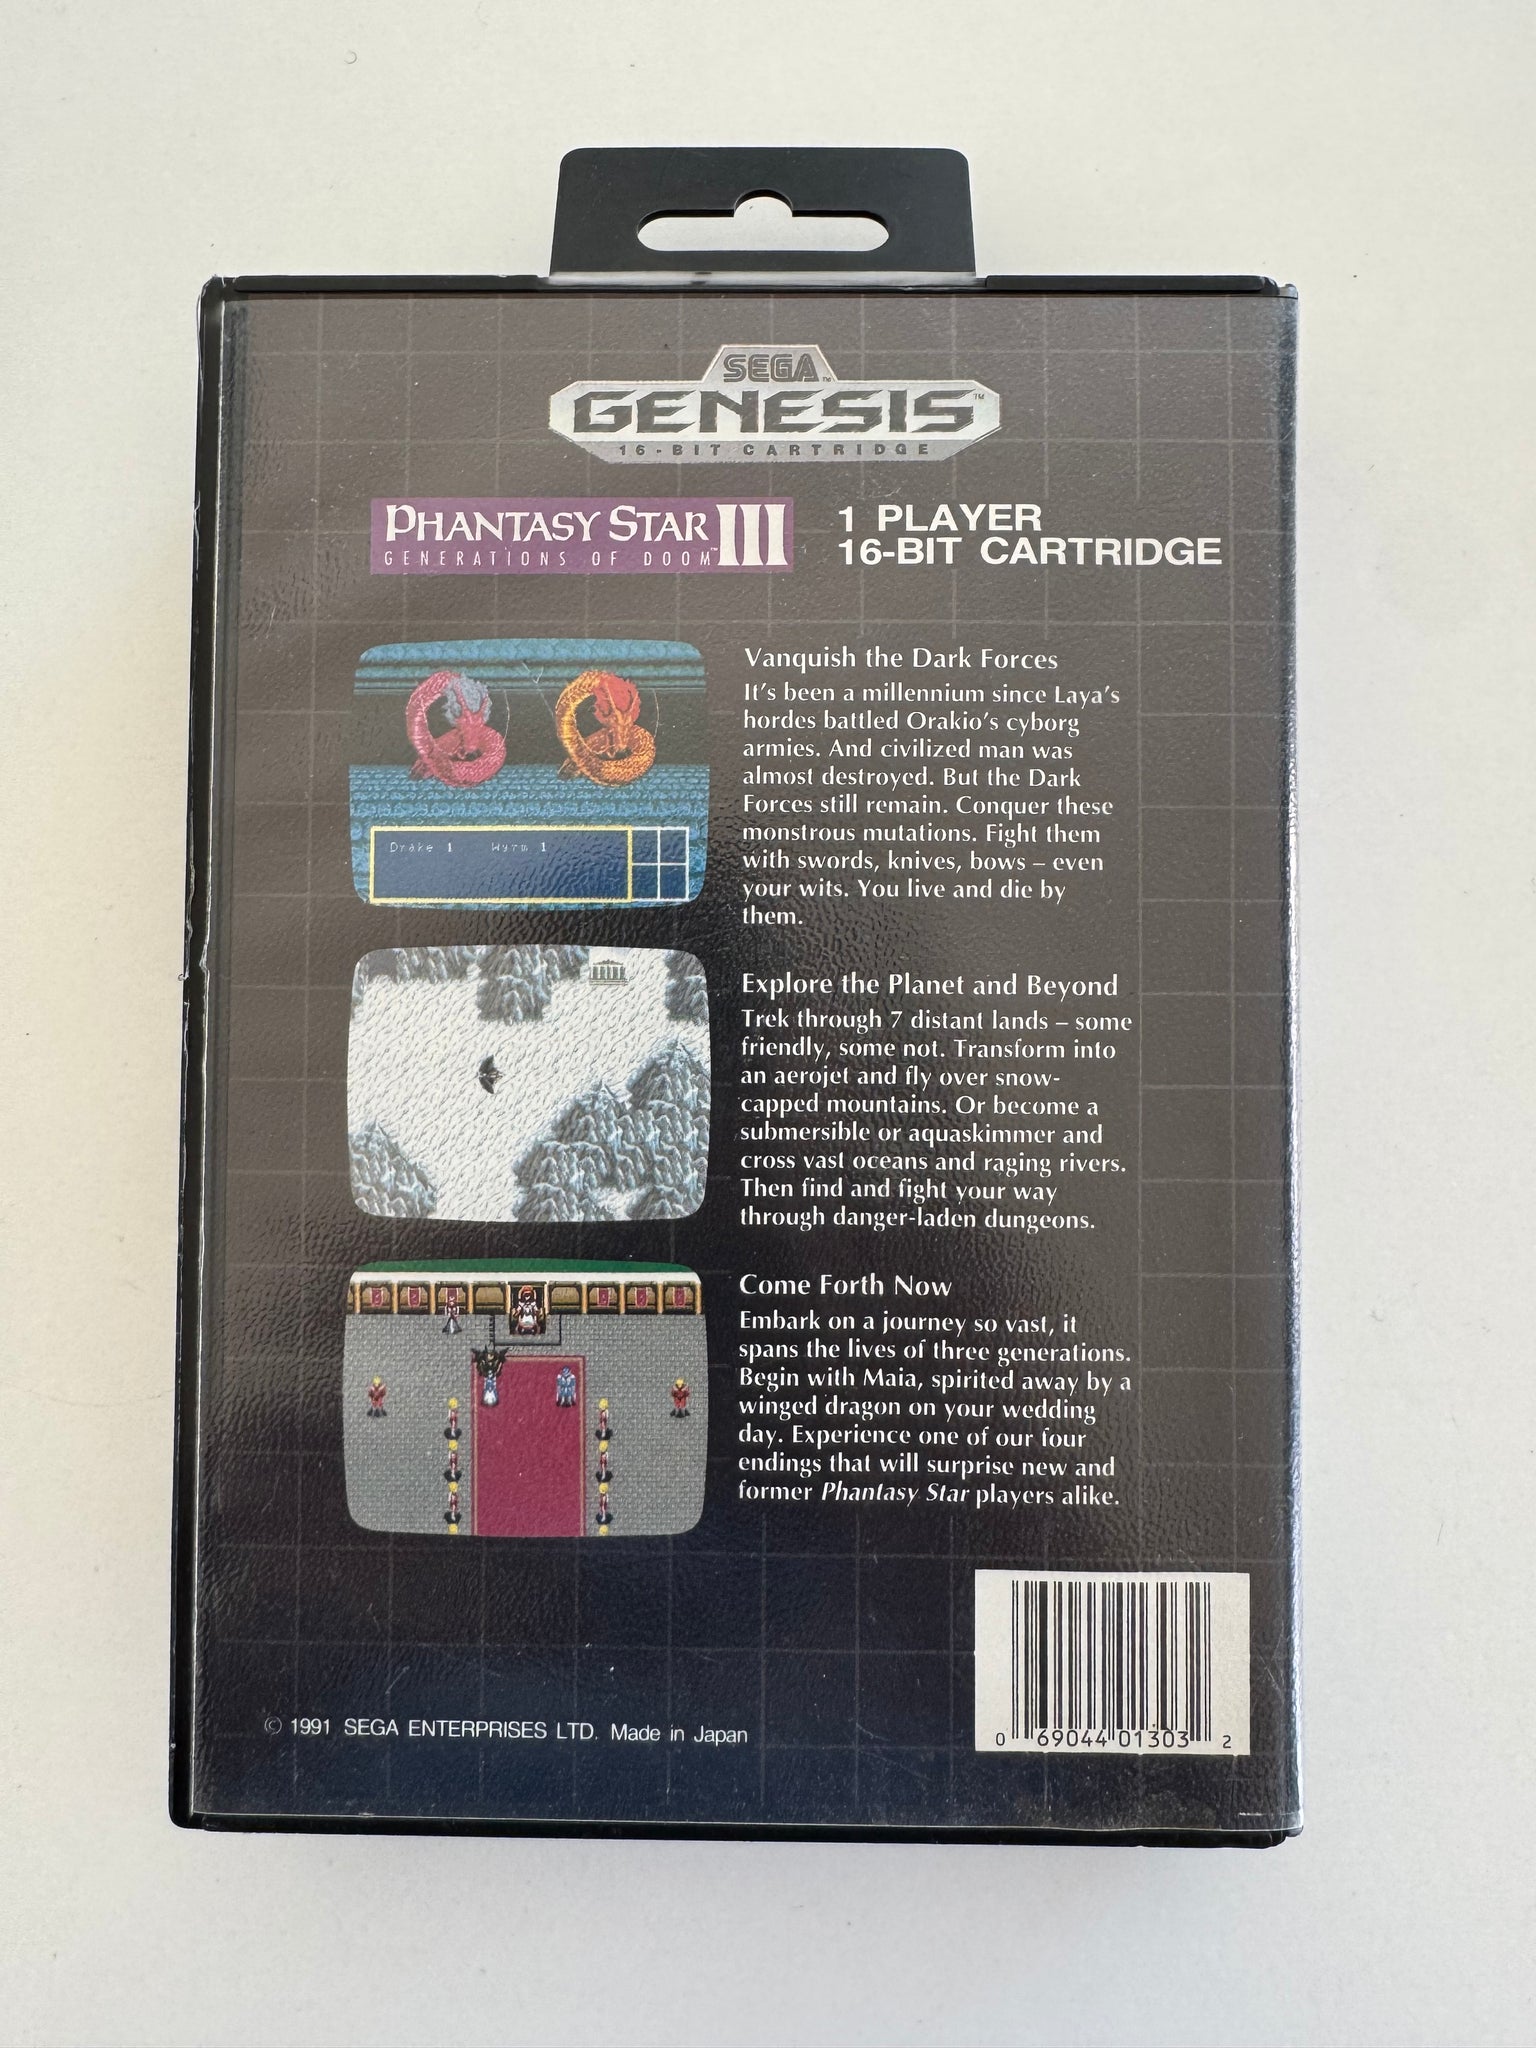 SEGA™
GENESIS™
16-BIT CARTRIDGE
PHANTASY STAR III
GENERATIONS OF DOOM™
1 PLAYER
16-BIT CARTRIDGE
Drake 1 Wyrm 1
Vanquish the Dark Forces
It's been a millennium since Laya's
hordes battled Orakio's cyborg
armies. And civilized man was
almost destroyed. But the Dark
Forces still remain. Conquer these
monstrous mutations. Fight them
with swords, knives, bows – even
your wits. You live and die by
them.
Explore the Planet and Beyond
Trek through 7 distant lands – some
friendly, some not. Transform into
an aerojet and fly over snow-
capped mountains. Or become a
submersible or aquaskimmer and
cross vast oceans and raging rivers.
Then find and fight your way
through danger-laden dungeons.
Come Forth Now
Embark on a journey so vast, it
spans the lives of three generations.
Begin with Maia, spirited away by a
winged dragon on your wedding
day. Experience one of our four
endings that will surprise new and
former Phantasy Star players alike.
© 1991 SEGA ENTERPRISES LTD. Made in Japan
0 69044 01303 2